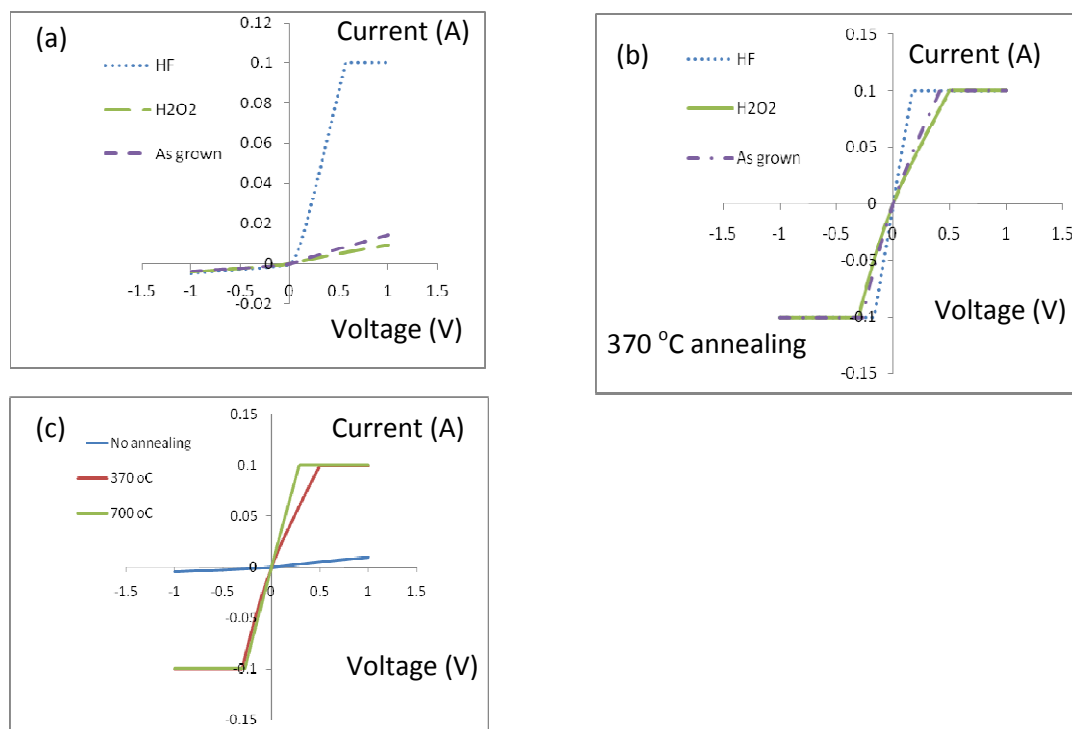 (a)
Current (A)
0.12
0.1
0.08
0.06
0.04
0.02
0
-0.02
HF
H2O2
As grown
-1.5 -1 -0.5 0 0.5 1 1.5
Voltage (V)
(b)
Current (A)
0.15
0.1
0.05
0
-0.05
-0.1
-0.15
HF
H2O2
As grown
-1.5 -1 -0.5 0 0.5 1 1.5
Voltage (V)
370 °C annealing
(c)
Current (A)
0.15
0.1
0.05
0
-0.05
-0.1
-0.15
No annealing
370 oC
700 oC
-1.5 -1 -0.5 0 0.5 1 1.5
Voltage (V)